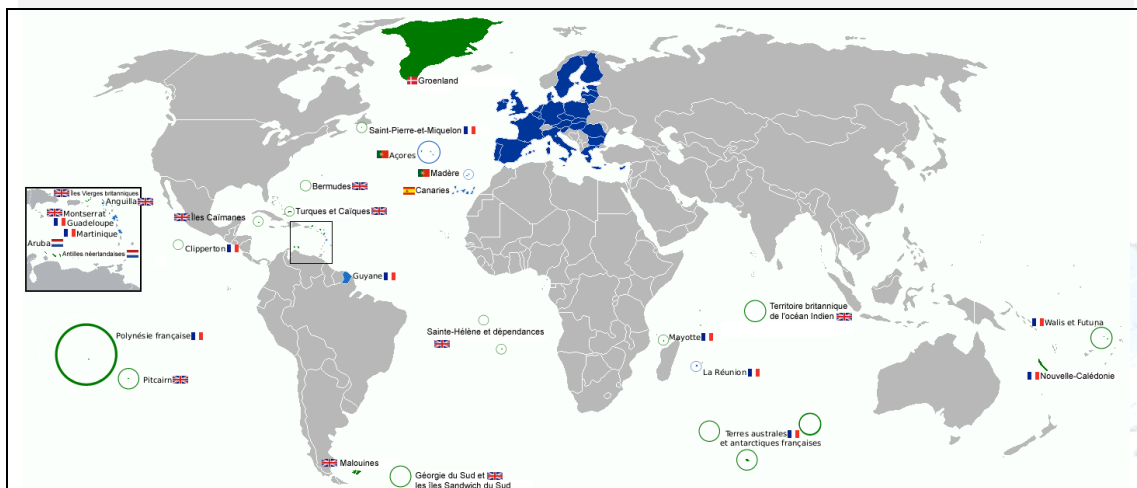 Groenland
Saint-Pierre-et-Miquelon
Açores
Madère
Canaries
Bermudes
Turques et Caïques
Îles Caïmanes
Clipperton
Îles Vierges britanniques
Anguilla
Montserrat
Guadeloupe
Martinique
Aruba
Antilles néerlandaises
Guyane
Polynésie française
Pitcairn
Sainte-Hélène et dépendances
Territoire britannique
de l'océan Indien
Mayotte
La Réunion
Walis et Futuna
Nouvelle-Calédonie
Terres australes
et antarctiques françaises
Malouines
Géorgie du Sud et
les îles Sandwich du Sud